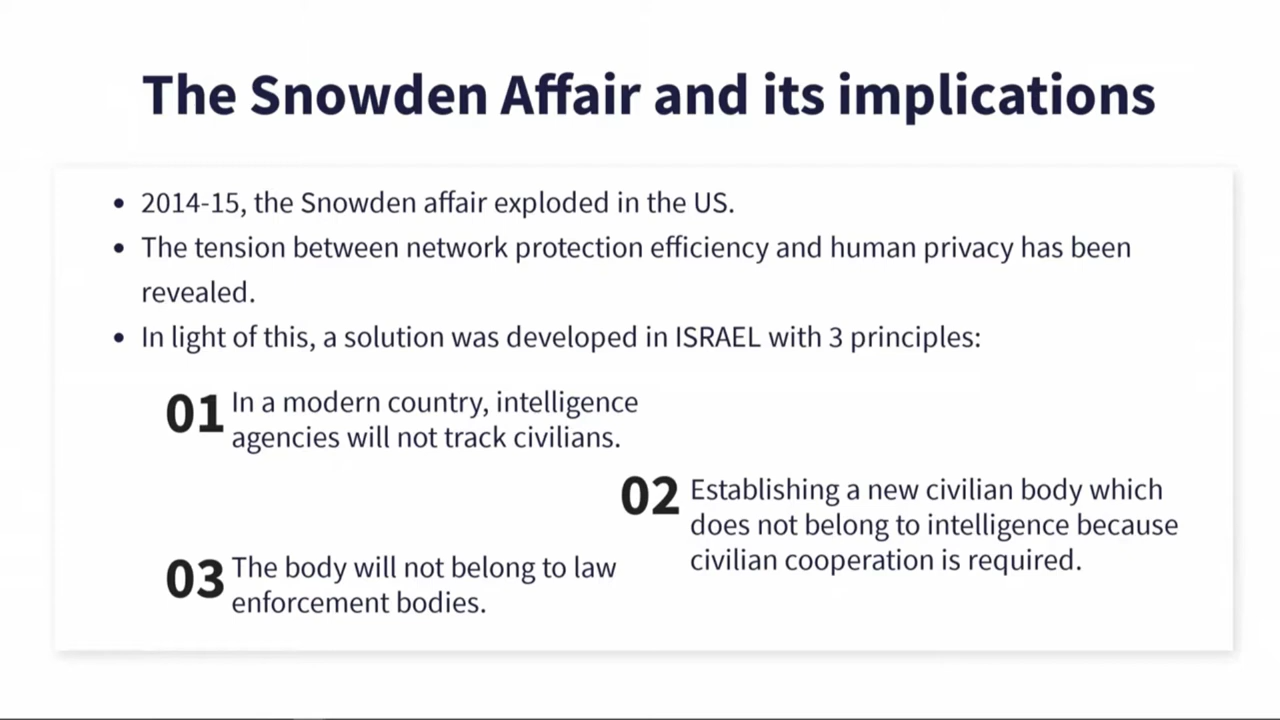 The Snowden Affair and its implications
• 2014-15, the Snowden affair exploded in the US.
• The tension between network protection efficiency and human privacy has been
revealed.
• In light of this, a solution was developed in ISRAEL with 3 principles:
01 In a modern country, intelligence
agencies will not track civilians.
02 Establishing a new civilian body which
does not belong to intelligence because
civilian cooperation is required.
03 The body will not belong to law
enforcement bodies.